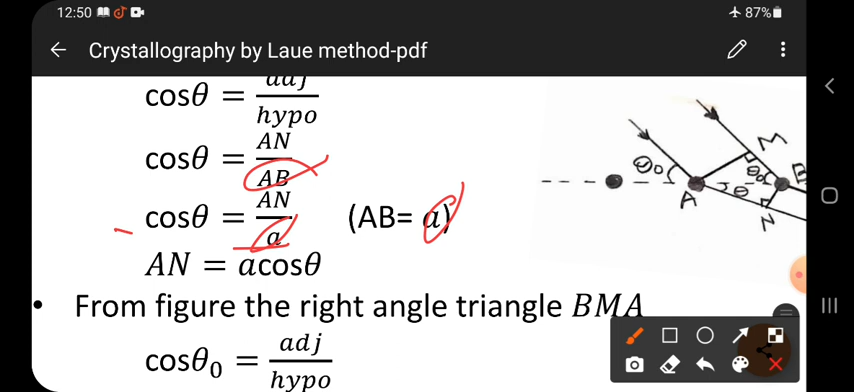 12:50 87%
Crystallography by Laue method-pdf
cosθ = adj/hypo
cosθ = AN/AB
cosθ = AN/a (AB= a)
AN = acosθ
• From figure the right angle triangle BMA
cosθ₀ = adj/hypo
θ₀ M
θ₀ B
A θ
N